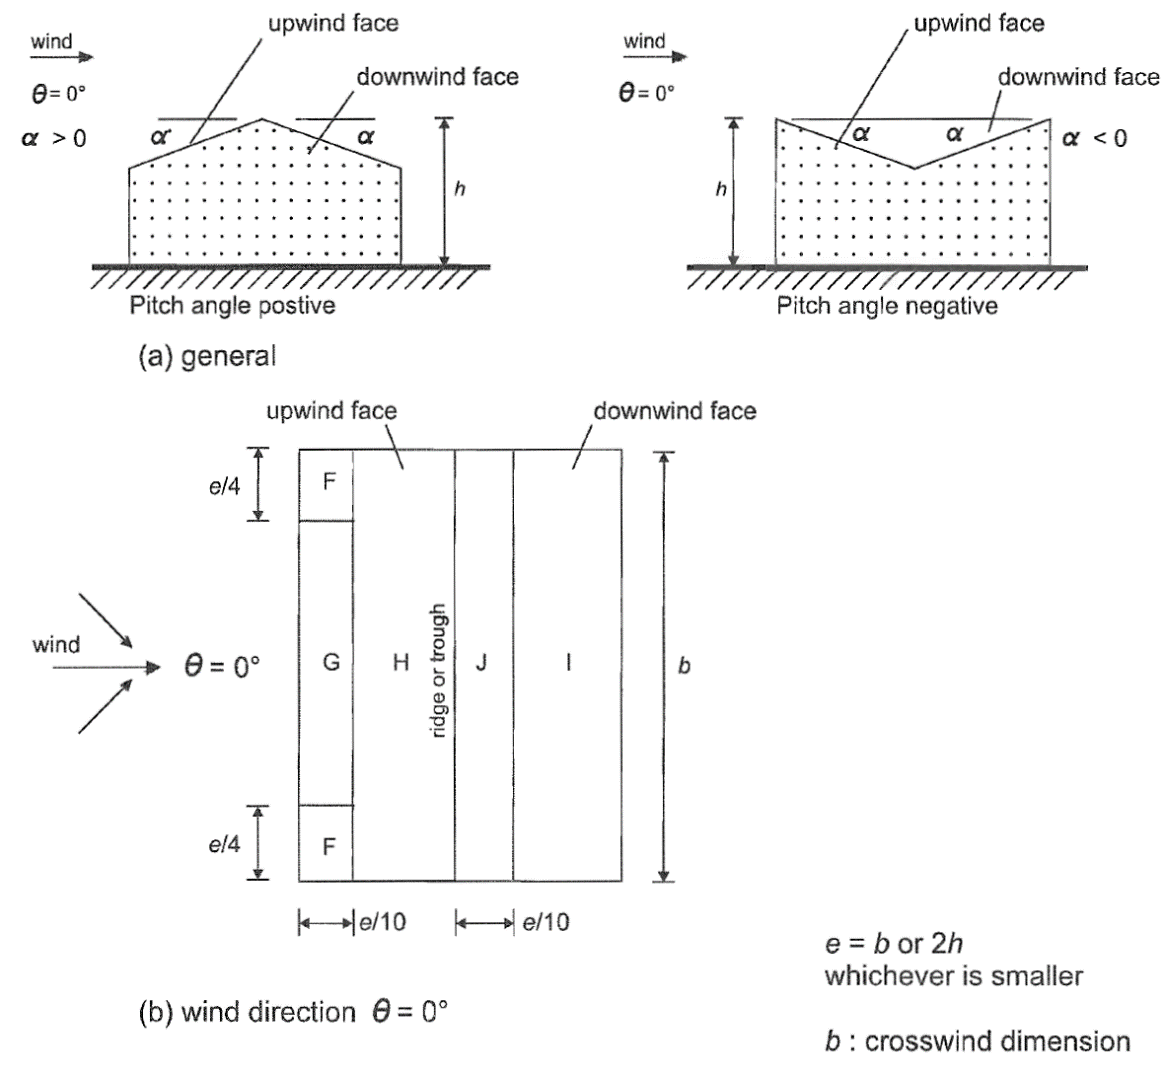 upwind face
wind
downwind face
θ = 0°
α > 0
α
α
h
Pitch angle postive
upwind face
wind
downwind face
θ = 0°
α
α
α < 0
h
Pitch angle negative
(a) general
upwind face
downwind face
e/4
F
wind
θ = 0°
G
H
ridge or trough
J
I
b
e/4
F
e/10
e/10
e = b or 2h
whichever is smaller
(b) wind direction θ = 0°
b : crosswind dimension